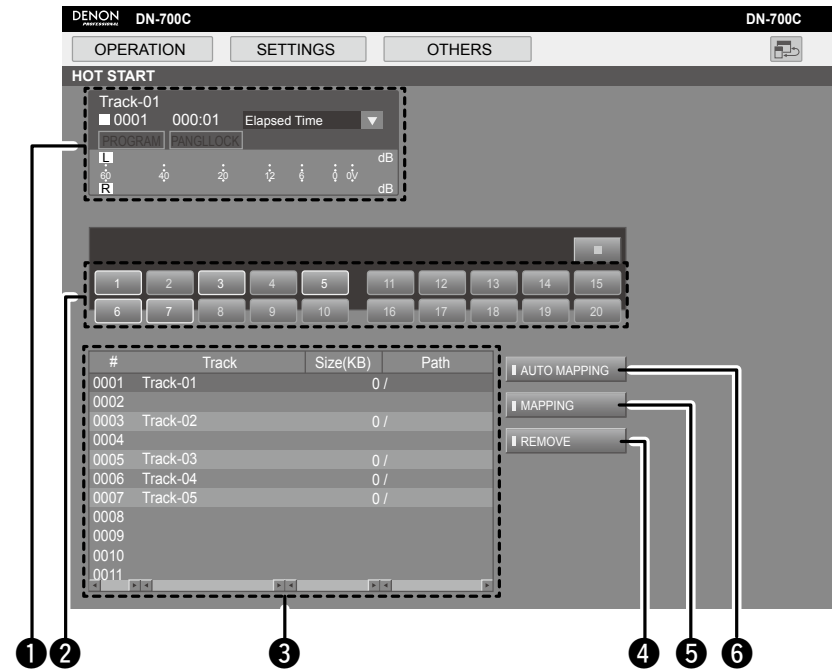 DENON PROFESSIONAL DN-700C DN-700C
OPERATION SETTINGS OTHERS
HOT START
Track-01
0001 000:01 Elapsed Time
PROGRAM PANGLLOCK
L dB
60 40 20 12 6 0 0V
R dB
1 2 3 4 5 11 12 13 14 15
6 7 8 9 10 16 17 18 19 20
# Track Size(KB) Path
0001 Track-01 0 /
0002
0003 Track-02 0 /
0004
0005 Track-03 0 /
0006 Track-04 0 /
0007 Track-05 0 /
0008
0009
0010
0011
AUTO MAPPING
MAPPING
REMOVE
1 2 3 4 5 6